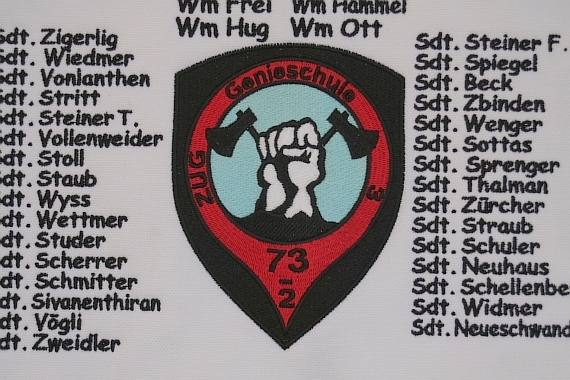 Wm Frei Wm Hammel
Wm Hug Wm Ott
Sdt. Zigerlig
Sdt. Wiedmer
Sdt. Vonlanthen
Sdt. Stritt
Sdt. Steiner T.
Sdt. Vollenweider
Sdt. Stoll
Sdt. Staub
Sdt. Wyss
Sdt. Wettmer
Sdt. Studer
Sdt. Scherrer
Sdt. Schmitter
Sdt. Sivanenthiran
Sdt. Vögli
Sdt. Zweidler
Genieschule
ZUG 3
73
-
2
Sdt. Steiner F.
Sdt. Spiegel
Sdt. Beck
Sdt. Zbinden
Sdt. Wenger
Sdt. Sottas
Sdt. Sprenger
Sdt. Thalman
Sdt. Zürcher
Sdt. Straub
Sdt. Schuler
Sdt. Neuhaus
Sdt. Schellenbe
Sdt. Widmer
Sdt. Neueschwand